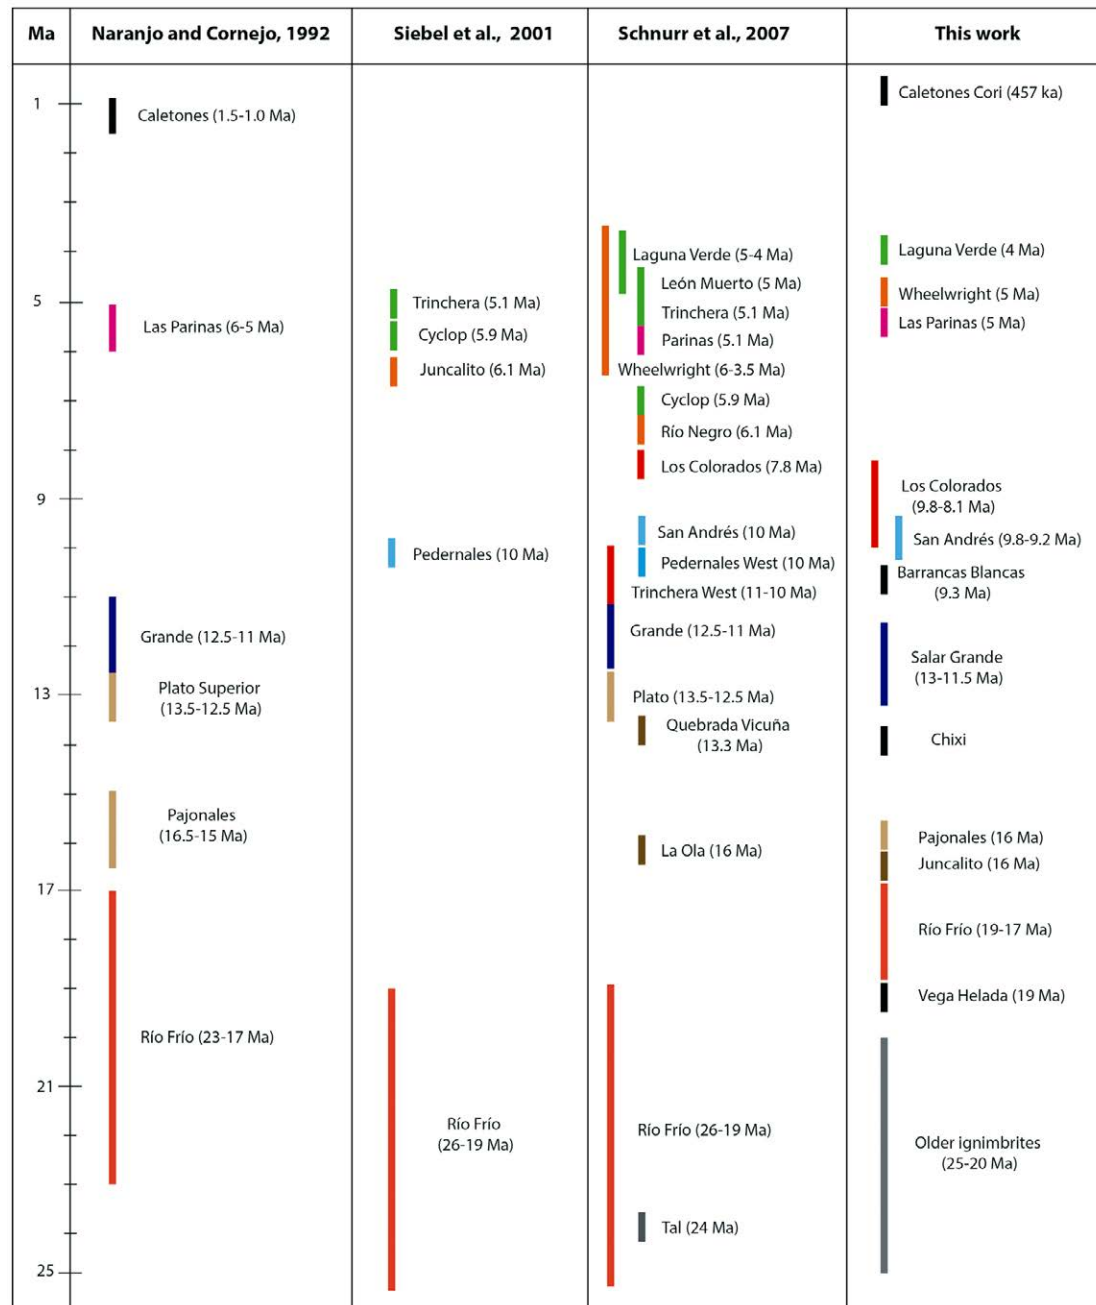 Ma
Naranjo and Cornejo, 1992
Siebel et al., 2001
Schnurr et al., 2007
This work
1
5
9
13
17
21
25
Caletones (1.5-1.0 Ma)
Las Parinas (6-5 Ma)
Grande (12.5-11 Ma)
Plato Superior
(13.5-12.5 Ma)
Pajonales
(16.5-15 Ma)
Río Frío (23-17 Ma)
Trinchera (5.1 Ma)
Cyclop (5.9 Ma)
Juncalito (6.1 Ma)
Pedernales (10 Ma)
Río Frío
(26-19 Ma)
Laguna Verde (5-4 Ma)
León Muerto (5 Ma)
Trinchera (5.1 Ma)
Parinas (5.1 Ma)
Wheelwright (6-3.5 Ma)
Cyclop (5.9 Ma)
Río Negro (6.1 Ma)
Los Colorados (7.8 Ma)
San Andrés (10 Ma)
Pedernales West (10 Ma)
Trinchera West (11-10 Ma)
Grande (12.5-11 Ma)
Plato (13.5-12.5 Ma)
Quebrada Vicuña
(13.3 Ma)
La Ola (16 Ma)
Río Frío (26-19 Ma)
Tal (24 Ma)
Caletones Cori (457 ka)
Laguna Verde (4 Ma)
Wheelwright (5 Ma)
Las Parinas (5 Ma)
Los Colorados
(9.8-8.1 Ma)
San Andrés (9.8-9.2 Ma)
Barrancas Blancas
(9.3 Ma)
Salar Grande
(13-11.5 Ma)
Chixi
Pajonales (16 Ma)
Juncalito (16 Ma)
Río Frío (19-17 Ma)
Vega Helada (19 Ma)
Older ignimbrites
(25-20 Ma)